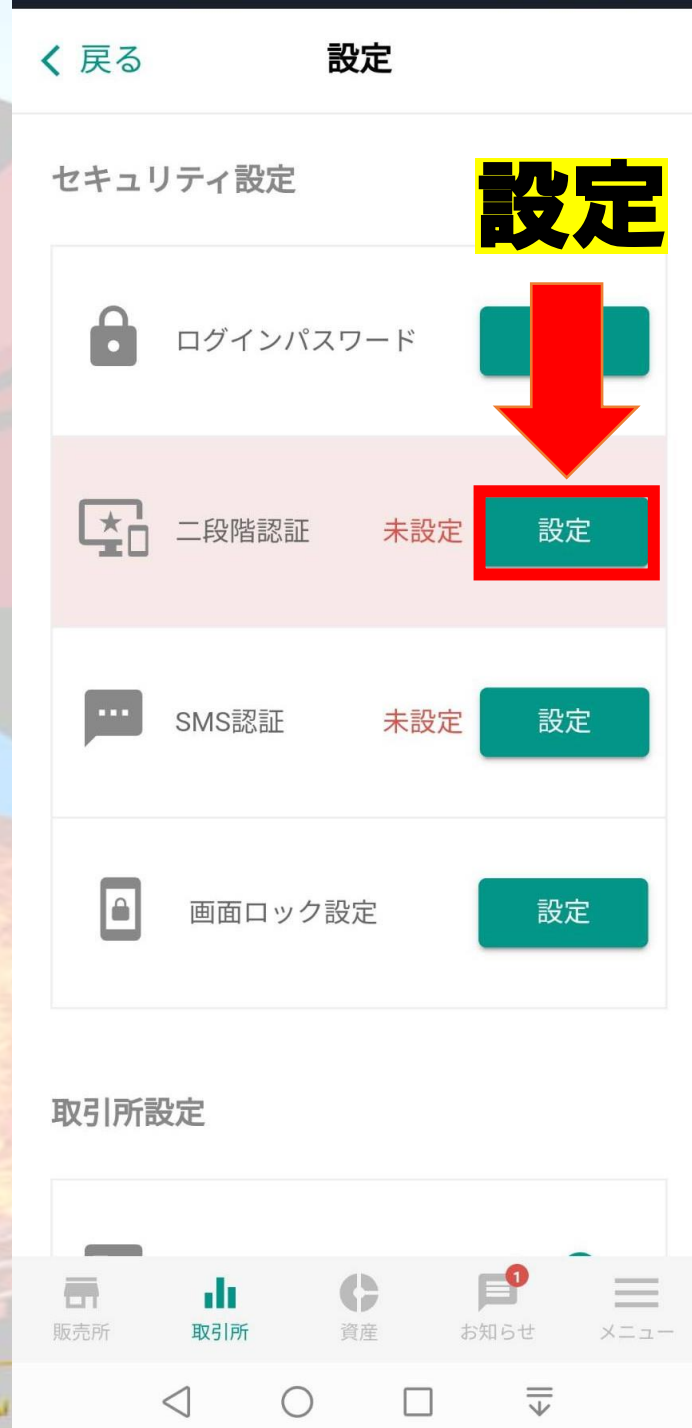 戻る
設定
セキュリティ設定
設定
ログインパスワード
二段階認証
未設定
設定
SMS認証
未設定
設定
画面ロック設定
設定
取引所設定
販売所
取引所
資産
1
お知らせ
メニュー